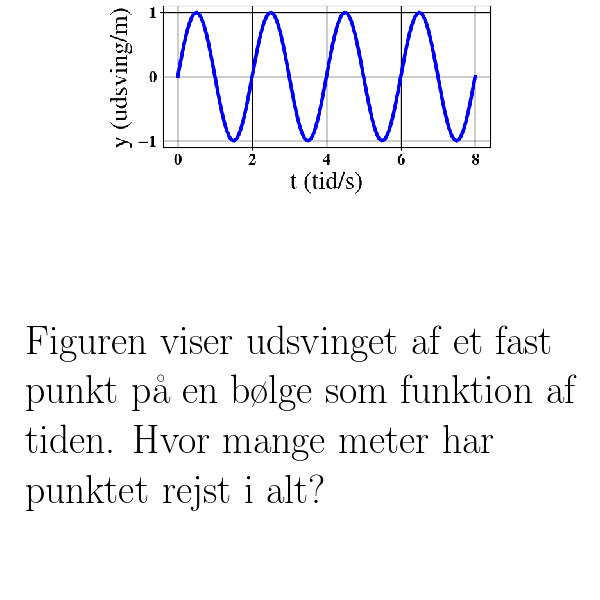 y (udsving/m)
1
0
−1
0 2 4 6 8
t (tid/s)
Figuren viser udsvinget af et fast
punkt på en bølge som funktion af
tiden. Hvor mange meter har
punktet rejst i alt?